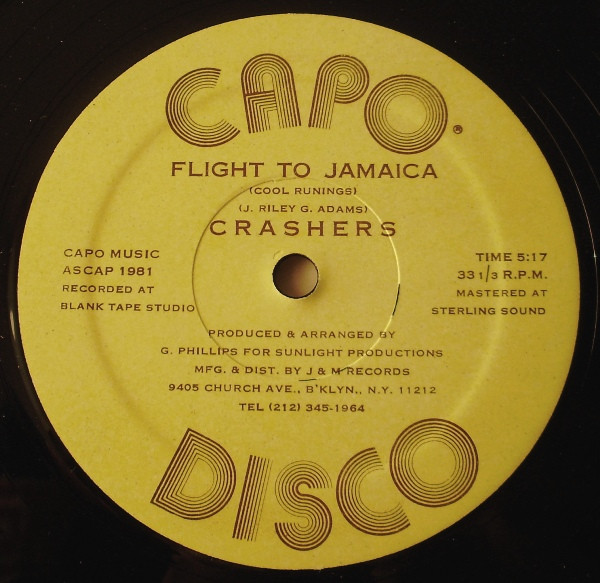 CAPO®
FLIGHT TO JAMAICA
(COOL RUNINGS)
(J. RILEY G. ADAMS)
CRASHERS
CAPO MUSIC
ASCAP 1981
RECORDED AT
BLANK TAPE STUDIO
TIME 5:17
33 1/3 R.P.M.
MASTERED AT
STERLING SOUND
PRODUCED & ARRANGED BY
G. PHILLIPS FOR SUNLIGHT PRODUCTIONS
MFG. & DIST. BY J & M RECORDS
9405 CHURCH AVE., B'KLYN., N.Y. 11212
TEL (212) 345-1964
DISCO